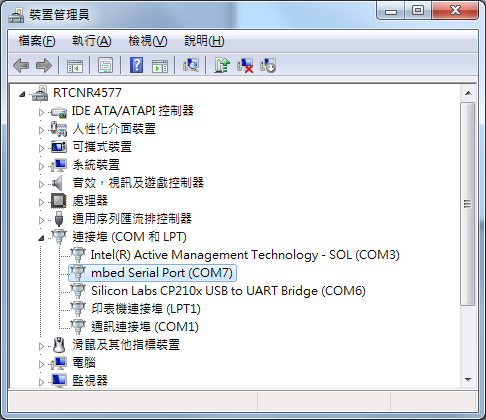 裝置管理員
檔案(F) 執行(A) 檢視(V) 說明(H)
RTCNR4577
IDE ATA/ATAPI 控制器
人性化介面裝置
可攜式裝置
系統裝置
音效，視訊及遊戲控制器
處理器
通用序列匯流排控制器
連接埠 (COM 和 LPT)
Intel(R) Active Management Technology - SOL (COM3)
mbed Serial Port (COM7)
Silicon Labs CP210x USB to UART Bridge (COM6)
印表機連接埠 (LPT1)
通訊連接埠 (COM1)
滑鼠及其他指標裝置
電腦
監視器